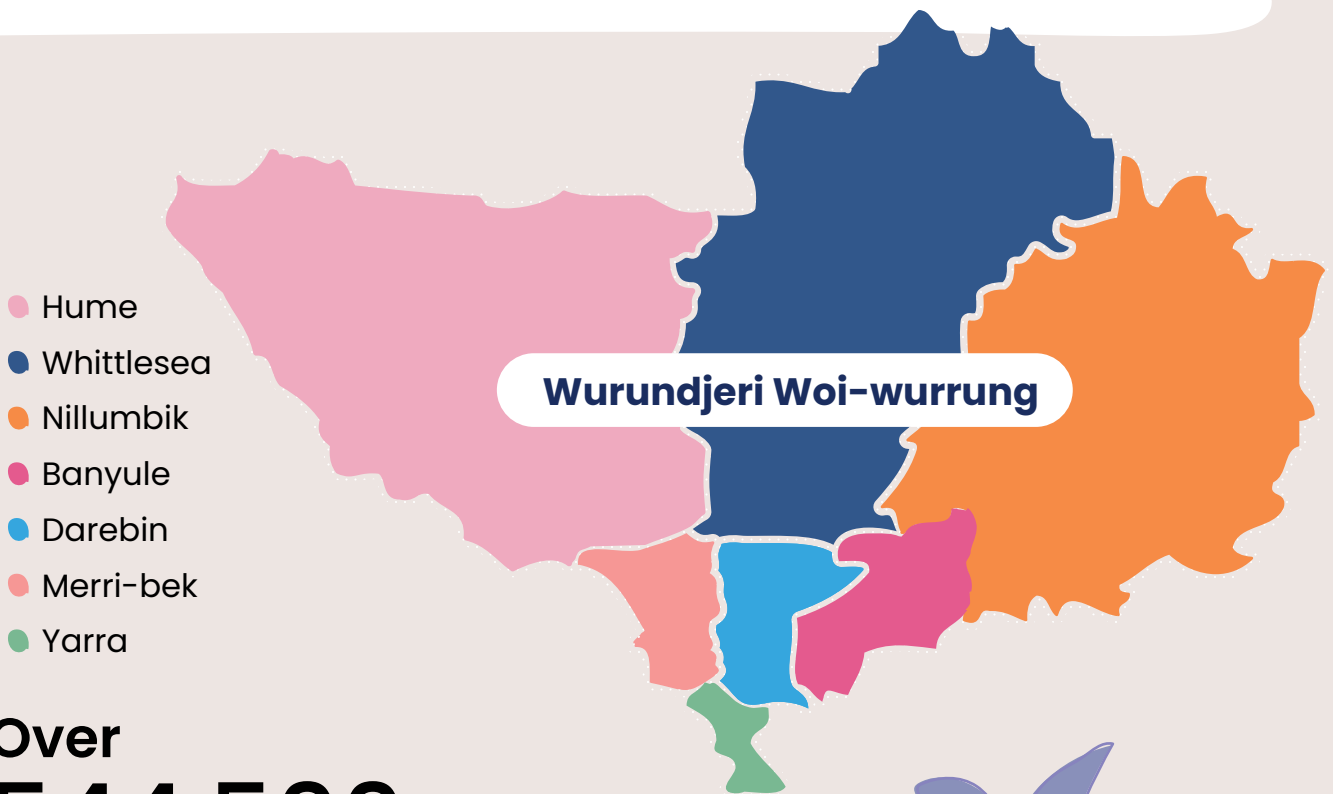 Hume
Whittlesea
Nillumbik
Banyule
Darebin
Merri-bek
Yarra
Wurundjeri Woi-wurrung
Over